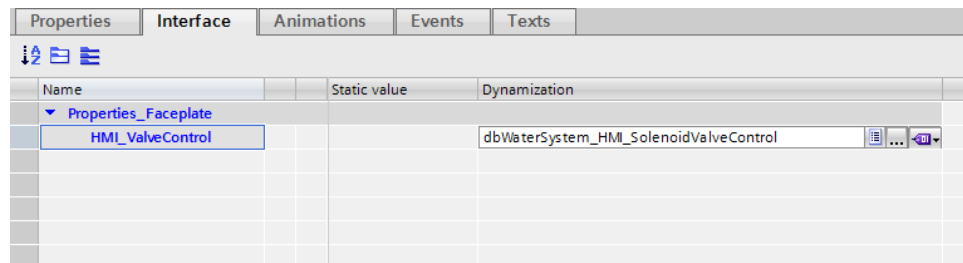 Properties Interface Animations Events Texts
Name Static value Dynamization
Properties_Faceplate
HMI_ValveControl dbWaterSystem_HMI_SolenoidValveControl ...